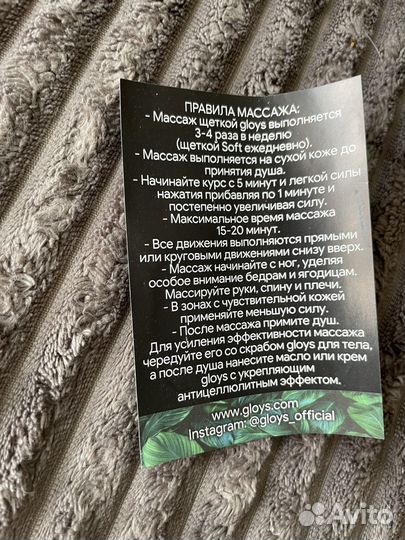 ПРАВИЛА МАССАЖА:
- Массаж щеткой gloys выполняется
3-4 раза в неделю
(щеткой Soft ежедневно).
- Массаж выполняется на сухой коже до
принятия душа.
- Начинайте курс с 5 минут и легкой силы
нажатия прибавляя по 1 минуте и
постепенно увеличивая силу.
- Максимальное время массажа
15-20 минут.
- Все движения выполняются прямыми
или круговыми движениями снизу вверх.
- Массаж начинайте с ног, уделяя
особое внимание бедрам и ягодицам.
Массируйте руки, спину и плечи.
- В зонах с чувствительной кожей
применяйте меньшую силу.
- После массажа примите душ.
Для усиления эффективности массажа
чередуйте его со скрабом gloys для тела,
а после душа нанесите масло или крем
gloys с укрепляющим
антицеллюлитным эффектом.
www.gloys.com
Instagram: @gloys_official
Avito